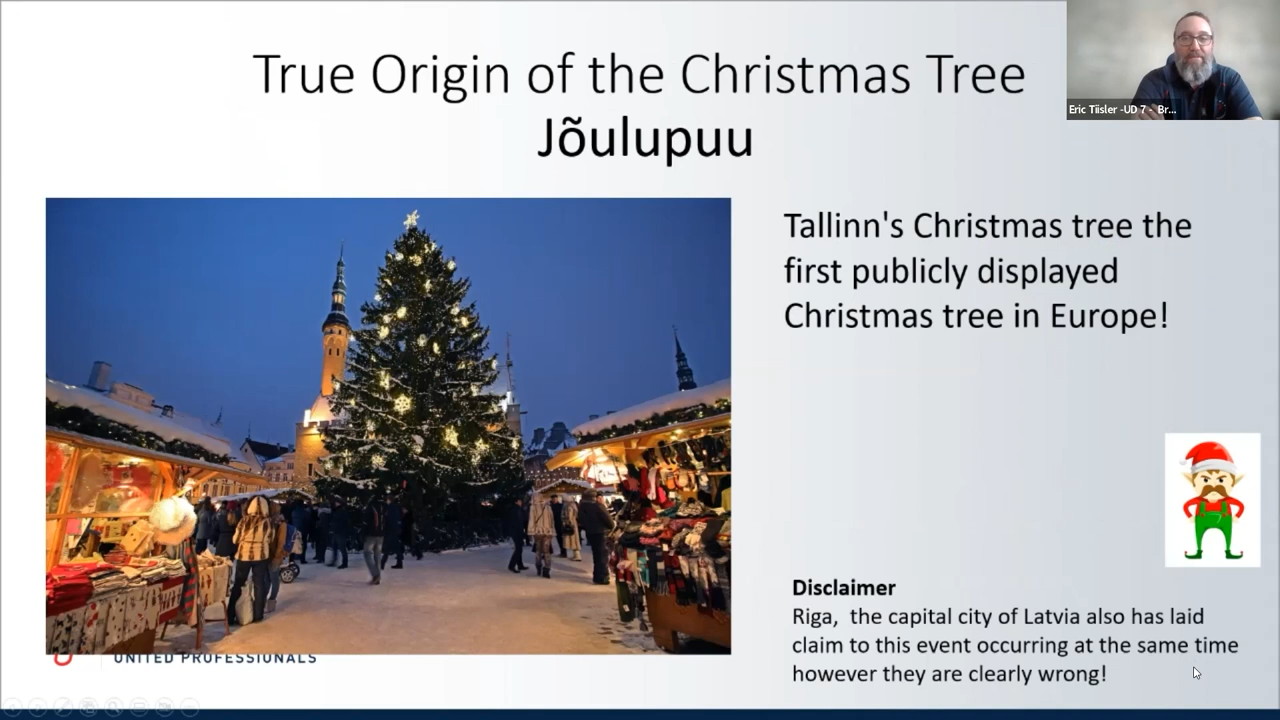 True Origin of the Christmas Tree
Jõulupuu
Eric Tiisler -UD 7 - Br...
Tallinn's Christmas tree the
first publicly displayed
Christmas tree in Europe!
Disclaimer
Riga,  the capital city of Latvia also has laid
claim to this event occurring at the same time
however they are clearly wrong!
UNITED PROFESSIONALS